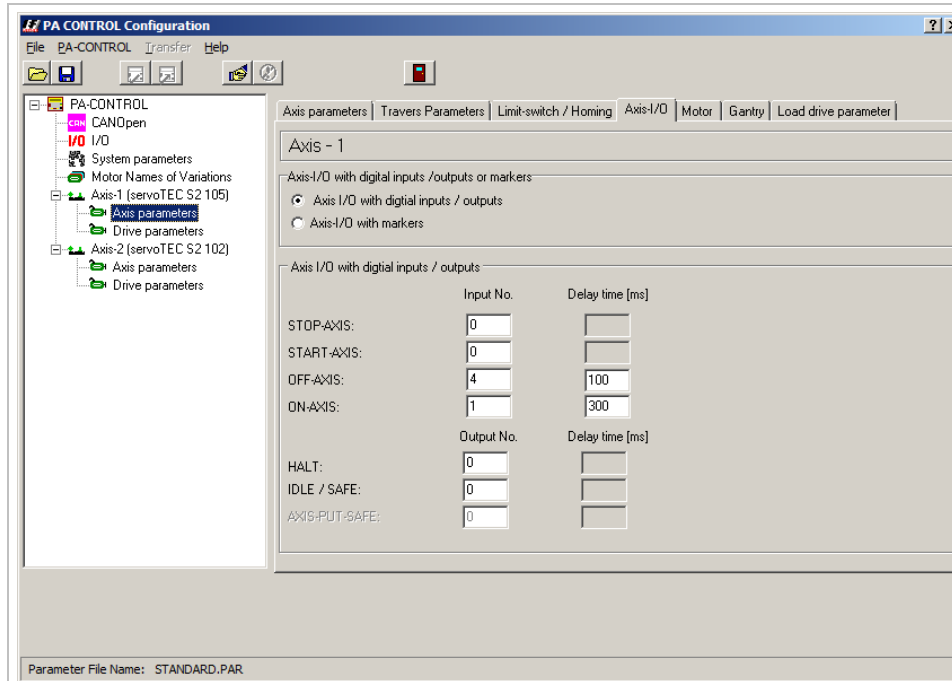 PA CONTROL Configuration
File PA-CONTROL Transfer Help
PA-CONTROL
CAN CANOpen
I/O I/O
System parameters
Motor Names of Variations
Axis-1 (servoTEC S2 105)
Axis parameters
Drive parameters
Axis-2 (servoTEC S2 102)
Axis parameters
Drive parameters
Axis parameters Travers Parameters Limit-switch / Homing Axis-I/O Motor Gantry Load drive parameter
Axis - 1
Axis-I/O with digital inputs /outputs or markers
Axis I/O with digtial inputs / outputs
Axis-I/O with markers
Axis I/O with digtial inputs / outputs
Input No. Delay time [ms]
STOP-AXIS: 0
START-AXIS: 0
OFF-AXIS: 4 100
ON-AXIS: 1 300
Output No. Delay time [ms]
HALT: 0
IDLE / SAFE: 0
AXIS-PUT-SAFE: 0
Parameter File Name: STANDARD.PAR